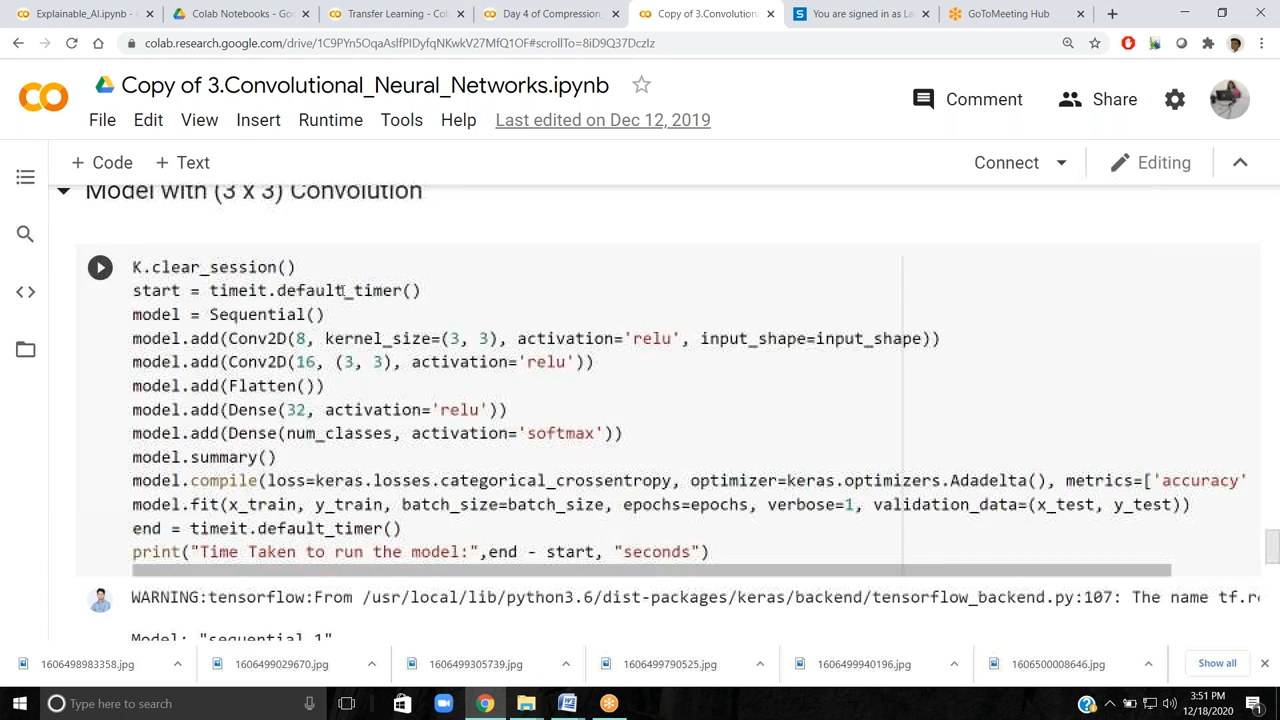 Explainable_AI.ipynb -
Colab Notebooks - Goo
Transfer Learning - Col
Day 4 of Compression_
Copy of 3.Convolutional
You are signed in as La
GoToMeeting Hub
colab.research.google.com/drive/1C9PYn5OqaAslfPIDyfqNKwkV27MfQ1OF#scrollTo=8iD9Q37DczIz
Copy of 3.Convolutional_Neural_Networks.ipynb
Comment
Share
File Edit View Insert Runtime Tools Help Last edited on Dec 12, 2019
+ Code + Text
Connect
Editing
Model with (3 x 3) Convolution
K.clear_session()
start = timeit.default_timer()
model = Sequential()
model.add(Conv2D(8, kernel_size=(3, 3), activation='relu', input_shape=input_shape))
model.add(Conv2D(16, (3, 3), activation='relu'))
model.add(Flatten())
model.add(Dense(32, activation='relu'))
model.add(Dense(num_classes, activation='softmax'))
model.summary()
model.compile(loss=keras.losses.categorical_crossentropy, optimizer=keras.optimizers.Adadelta(), metrics=['accuracy'
model.fit(x_train, y_train, batch_size=batch_size, epochs=epochs, verbose=1, validation_data=(x_test, y_test))
end = timeit.default_timer()
print("Time Taken to run the model:",end - start, "seconds")
WARNING:tensorflow:From /usr/local/lib/python3.6/dist-packages/keras/backend/tensorflow_backend.py:107: The name tf.re
Model: "sequential_1"
1606498983358.jpg
1606499029670.jpg
1606499305739.jpg
1606499790525.jpg
1606499940196.jpg
1606500008646.jpg
Show all
Type here to search
3:51 PM
12/18/2020